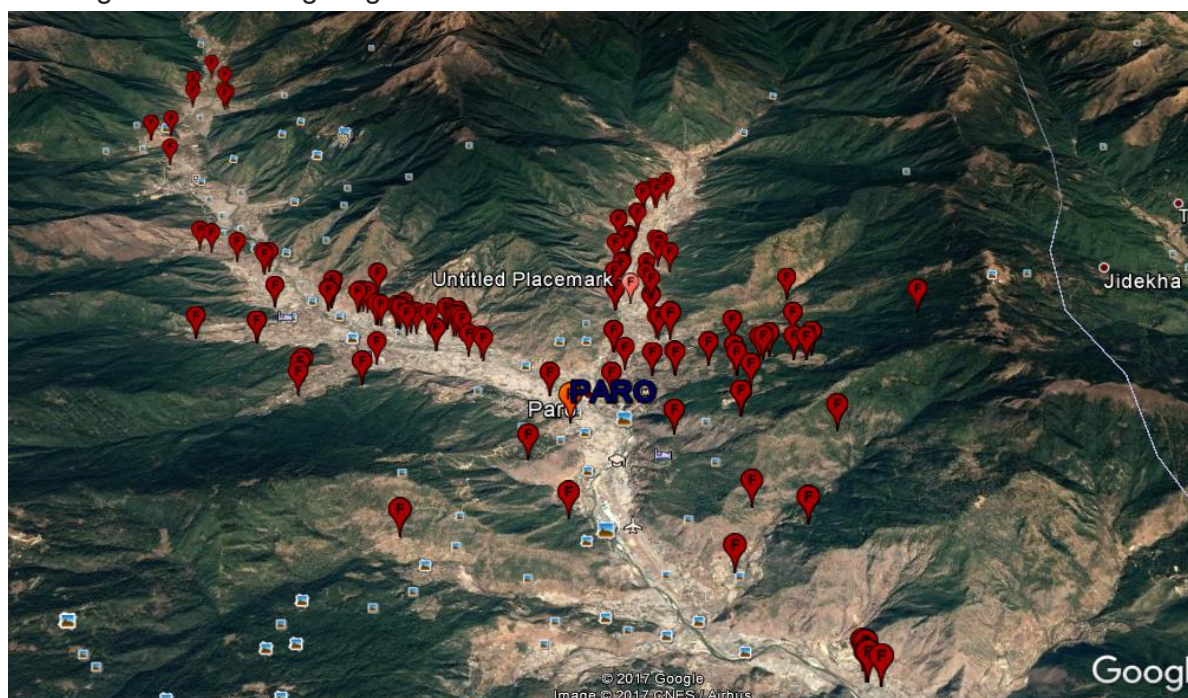 Untitled Placemark
Jidekha
T
PARO
Paro
© 2017 Google
Image © 2017 CNES / Airbus
Google